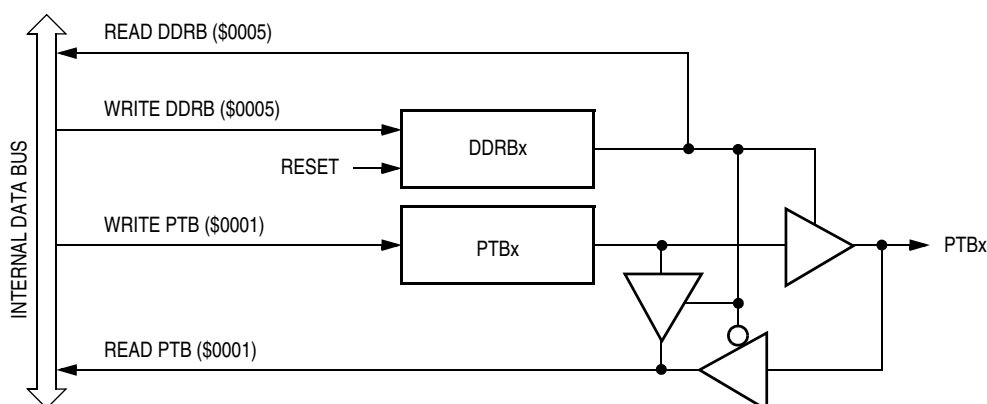 READ DDRB ($0005)
WRITE DDRB ($0005)
DDRBx
RESET
INTERNAL DATA BUS
WRITE PTB ($0001)
PTBx
PTBx
READ PTB ($0001)